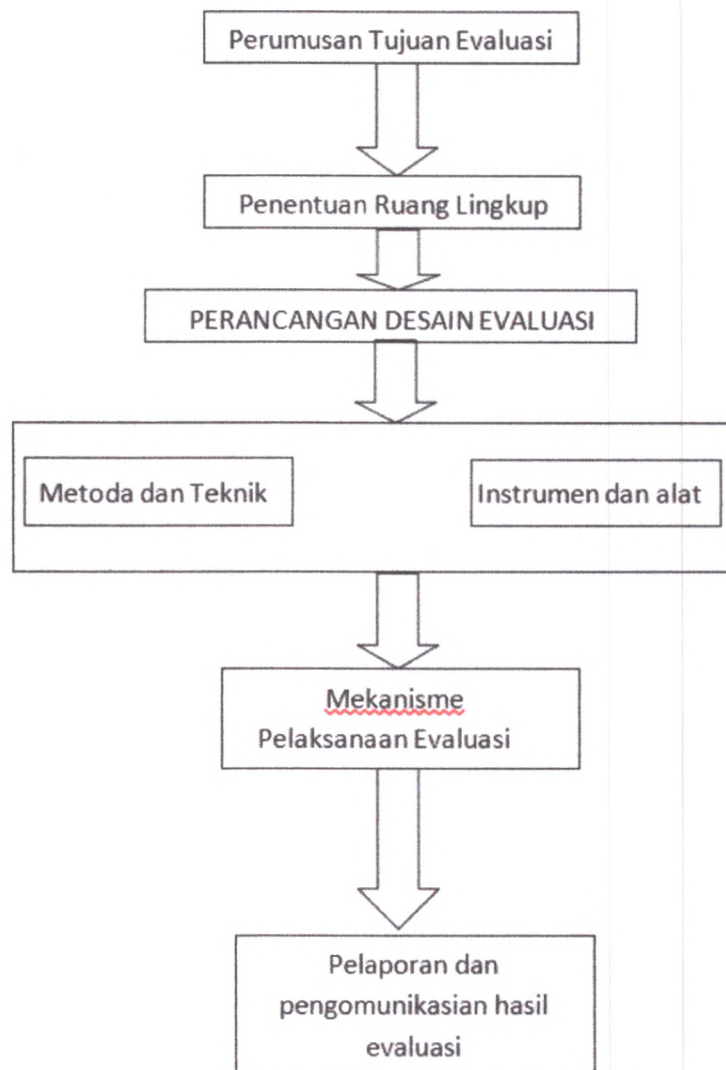 Perumusan Tujuan Evaluasi
Penentuan Ruang Lingkup
PERANCANGAN DESAIN EVALUASI
Metoda dan Teknik
Instrumen dan alat
Mekanisme
Pelaksanaan Evaluasi
Pelaporan dan
pengomunikasian hasil
evaluasi